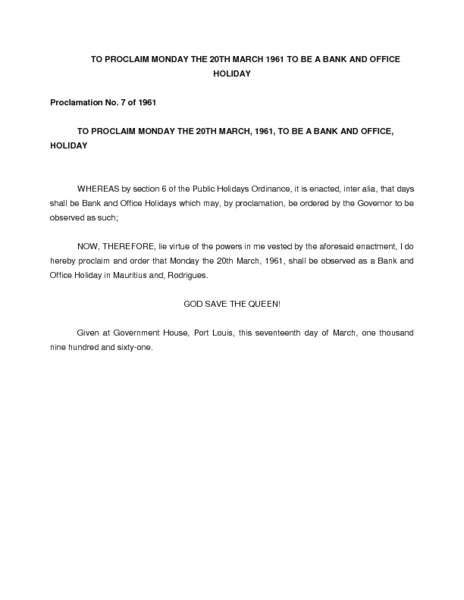 TO PROCLAIM MONDAY THE 20TH MARCH 1961 TO BE A BANK AND OFFICE
HOLIDAY
Proclamation No. 7 of 1961
TO PROCLAIM MONDAY THE 20TH MARCH, 1961, TO BE A BANK AND OFFICE,
HOLIDAY
WHEREAS by section 6 of the Public Holidays Ordinance, it is enacted, inter alia, that days
shall be Bank and Office Holidays which may, by proclamation, be ordered by the Governor to be
observed as such;
NOW, THEREFORE, lie virtue of the powers in me vested by the aforesaid enactment, I do
hereby proclaim and order that Monday the 20th March, 1961, shall be observed as a Bank and
Office Holiday in Mauritius and, Rodrigues.
GOD SAVE THE QUEEN!
Given at Government House, Port Louis, this seventeenth day of March, one thousand
nine hundred and sixty-one.